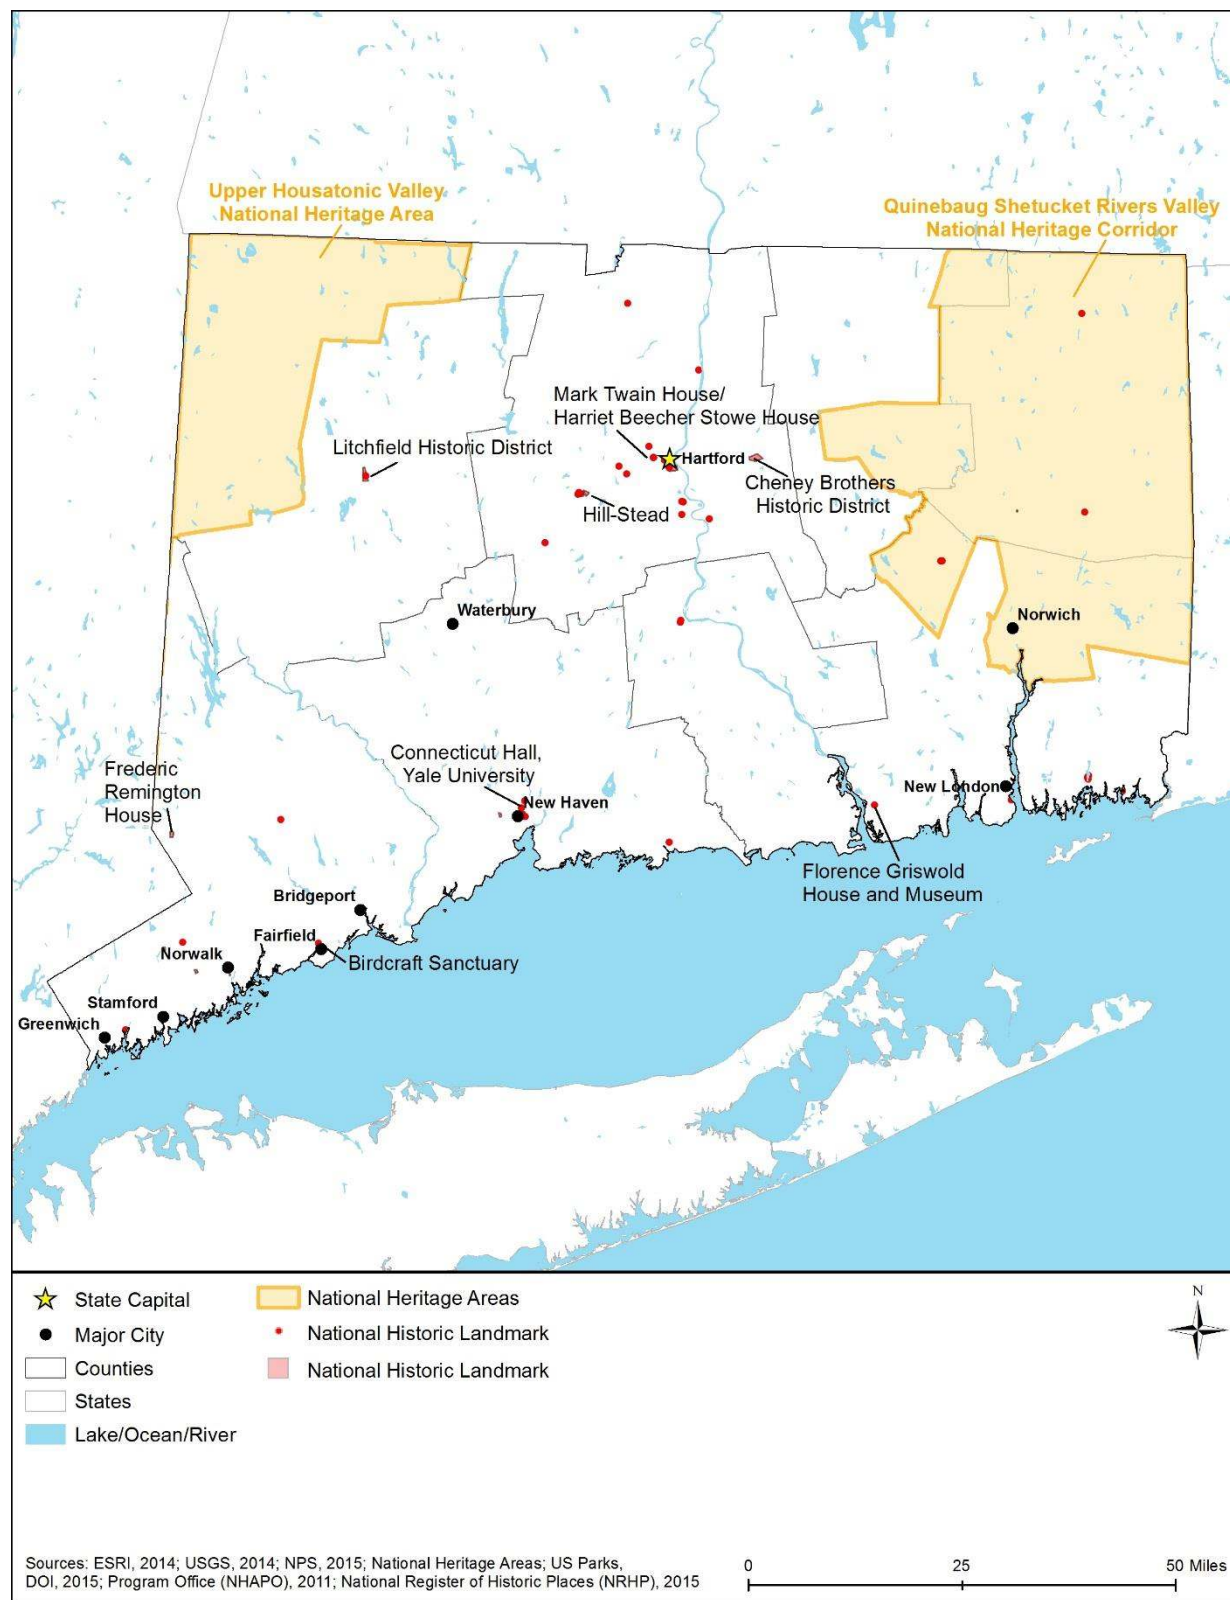 Upper Housatonic Valley
National Heritage Area
Quinebaug Shetucket Rivers Valley
National Heritage Corridor
Mark Twain House/
Harriet Beecher Stowe House
Litchfield Historic District
Hartford
Cheney Brothers
Historic District
Hill-Stead
Waterbury
Norwich
Connecticut Hall,
Yale University
Frederic
Remington
House
New Haven
New London
Florence Griswold
House and Museum
Bridgeport
Fairfield
Birdcraft Sanctuary
Norwalk
Stamford
Greenwich
State Capital
Major City
Counties
States
Lake/Ocean/River
National Heritage Areas
National Historic Landmark
National Historic Landmark
N
Sources: ESRI, 2014; USGS, 2014; NPS, 2015; National Heritage Areas; US Parks,
DOI, 2015; Program Office (NHAPO), 2011; National Register of Historic Places (NRHP), 2015
0 25 50 Miles